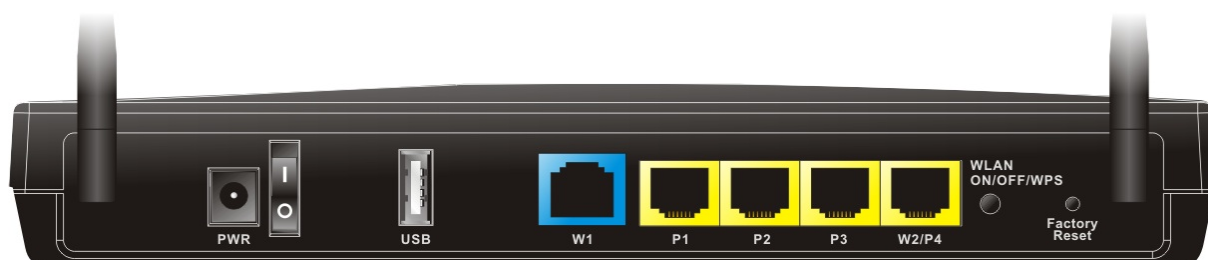 I
O
PWR
USB
W1
P1
P2
P3
W2/P4
WLAN
ON/OFF/WPS
Factory
Reset